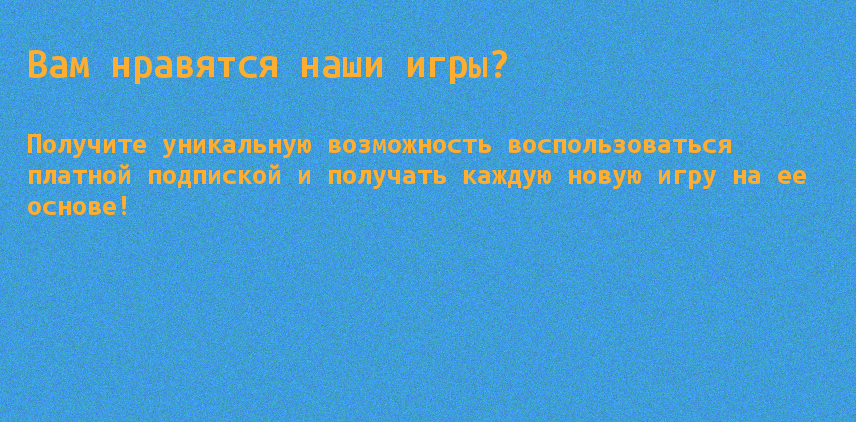 Вам нравятся наши игры?
Получите уникальную возможность воспользоваться
платной подпиской и получать каждую новую игру на ее
основе!